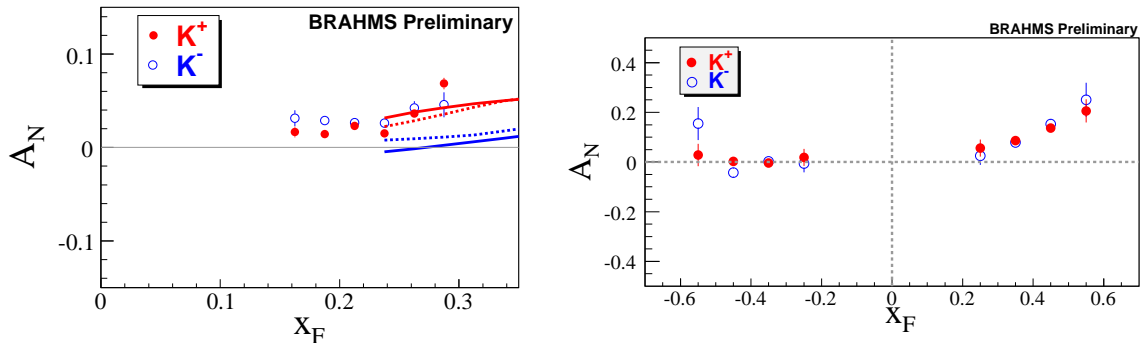 BRAHMS Preliminary
K+
K-
A_N
0.1
0
-0.1
0
0.1
0.2
0.3
x_F
BRAHMS Preliminary
K+
K-
A_N
0.4
0.2
0
-0.2
-0.4
-0.6
-0.4
-0.2
0
0.2
0.4
0.6
x_F